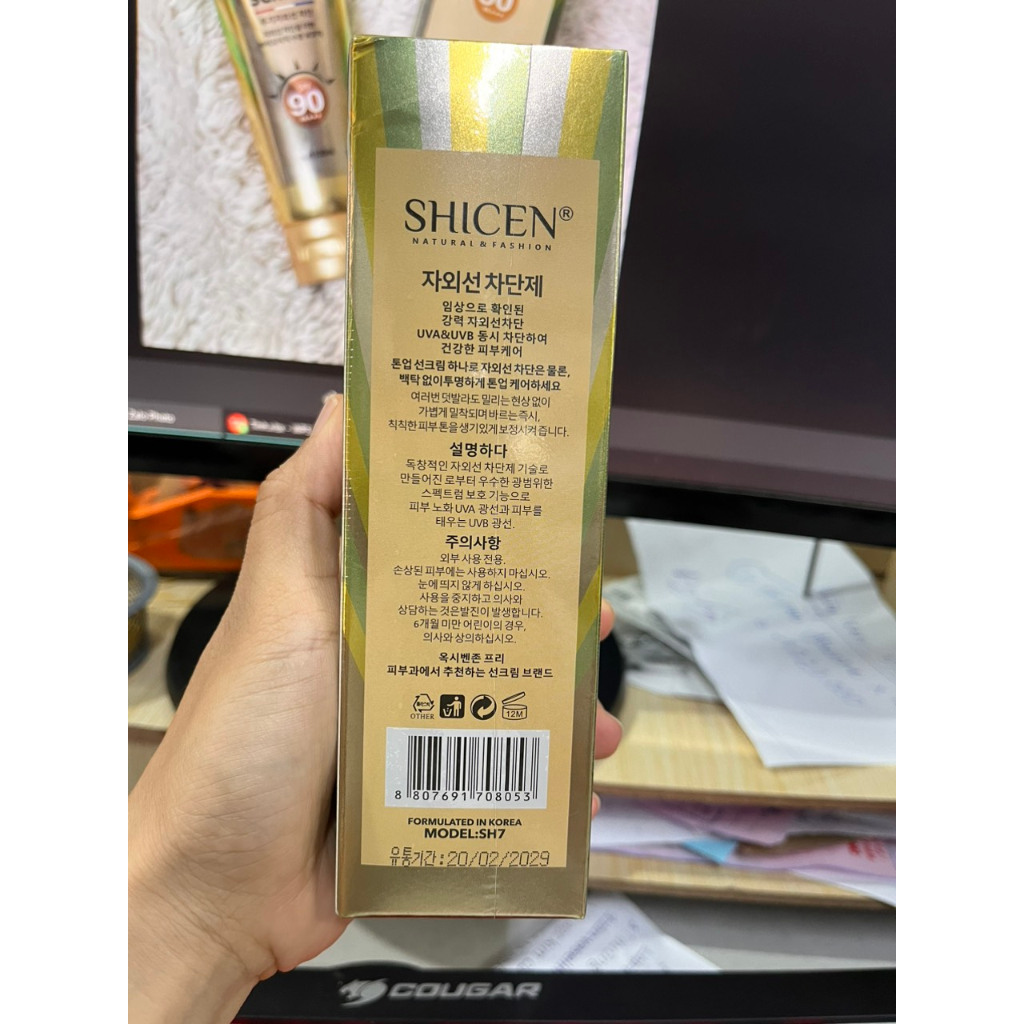 90
90
SHICEN®
NATURAL & FASHION
자외선 차단제
임상으로 확인된
강력 자외선차단
UVA&UVB 동시 차단하여
건강한 피부케어
톤업 선크림 하나로 자외선 차단은 물론,
백탁 없이 투명하게 톤업 케어하세요
여러번 덧발라도 밀리는 현상 없이
가볍게 밀착되며 바르는 즉시,
칙칙한 피부톤을 생기있게 보정시켜 줍니다.
설명하다
독창적인 자외선 차단제 기술로
만들어진 로부터 우수한 광범위한
스펙트럼 보호 기능으로
피부 노화 UVA 광선과 피부를
태우는 UVB 광선.
주의사항
외부 사용 전용.
손상된 피부에는 사용하지 마십시오.
눈에 띄지 않게 하십시오.
사용을 중지하고 의사와
상담하는 것은발진이 발생합니다.
6개월 미만 어린이의 경우,
의사와 상의하십시오.
옥시벤존 프리
피부과에서 추천하는 선크림 브랜드
OTHER
12M
8 807691 708053
FORMULATED IN KOREA
MODEL:SH7
유통기간 : 20/02/2029
COUGAR